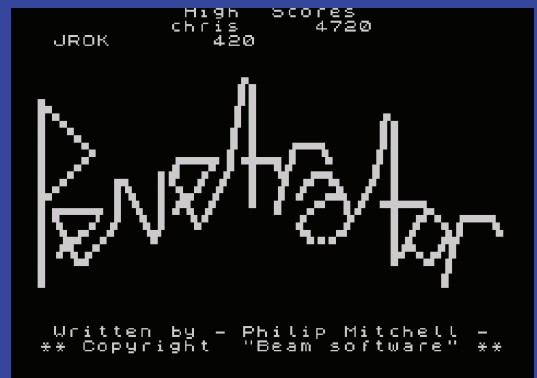 High Scores
chris 4720
JROK 420
Penetrator
Written by - Philip Mitchell -
** Copyright "Beam software" **